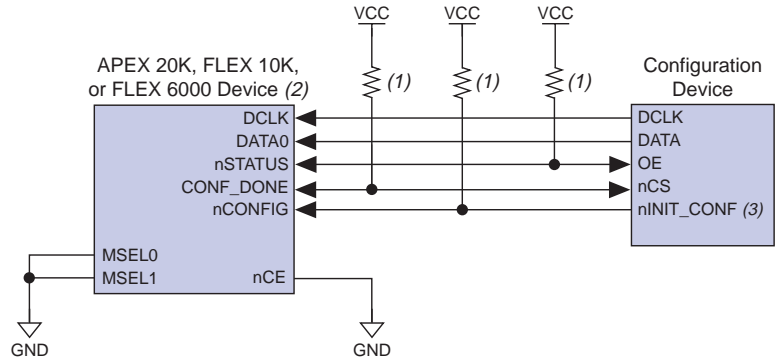 VCC VCC VCC
APEX 20K, FLEX 10K,
or FLEX 6000 Device (2)
(1) (1) (1)
Configuration
Device
DCLK DCLK
DATA0 DATA
nSTATUS OE
CONF_DONE nCS
nCONFIG nINIT_CONF (3)
MSEL0
MSEL1 nCE
GND GND